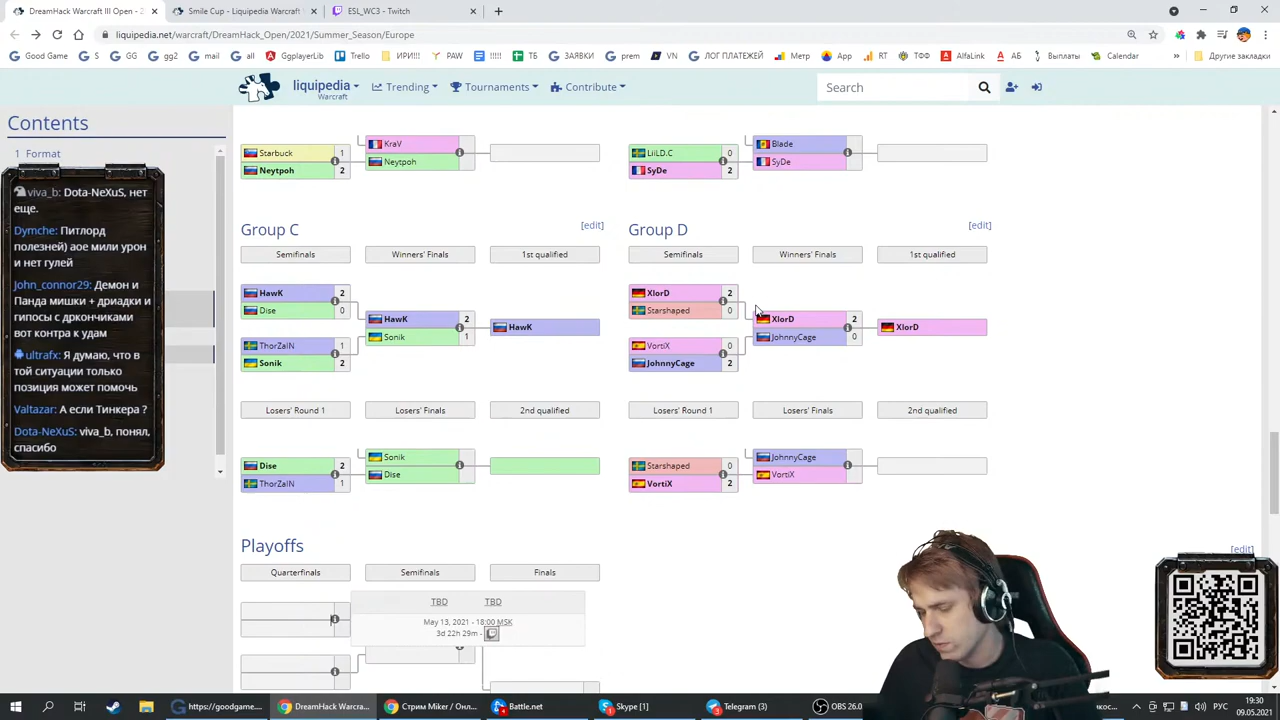 DreamHack Warcraft III Open - 2
Smile Cup - Liquipedia Warcraft
ESL_WC3 - Twitch
liquipedia.net/warcraft/DreamHack_Open/2021/Summer_Season/Europe
Good Game
GG
gg2
mail
all
GgplayerLib
Trello
ИРИ!!!
PAW
!!!!!
ТБ
ЗАЯВКИ
prem
VN
ЛОГ ПЛАТЕЖЕЙ
Метр
App
RT
ТФФ
AlfaLink
АБ
Выплаты
Calendar
Другие закладки
liquipedia
Warcraft
Trending
Tournaments
Contribute
Search
Contents
1 Format
viva_b: Dota-NeXuS, нет
еще.
Dymche: Питлорд
полезней) аое мили урон
и нет гулей
John_connor29: Демон и
Панда мишки + дриадки и
гипосы с дркончиками
вот контра к удам
ultrafx: Я думаю, что в
той ситуации только
позиция может помочь
Valtazar: А если Тинкера ?
Dota-NeXuS: viva_b, понял,
спасибо
Starbuck 1
Neytpoh 2
KraV
Neytpoh
LiiLD.C 0
SyDe 2
Blade
SyDe
Group C
[edit]
Semifinals
Winners' Finals
1st qualified
HawK 2
Dise 0
HawK 2
Sonik 1
HawK
ThorZaIN 1
Sonik 2
Losers' Round 1
Losers' Finals
2nd qualified
Dise 2
ThorZaIN 1
Sonik
Dise
Group D
[edit]
Semifinals
Winners' Finals
1st qualified
XlorD 2
Starshaped 0
XlorD 2
JohnnyCage 0
XlorD
VortiX 0
JohnnyCage 2
Losers' Round 1
Losers' Finals
2nd qualified
Starshaped 0
VortiX 2
JohnnyCage
VortiX
Playoffs
[edit]
Quarterfinals
Semifinals
Finals
TBD TBD
May 13, 2021 - 18:00 MSK
3d 22h 29m -
https://goodgame.
DreamHack Warcra...
Стрим Miker / Онл...
Battle.net
Skype [1]
Telegram (3)
OBS 26.0
19:30
09.05.2021